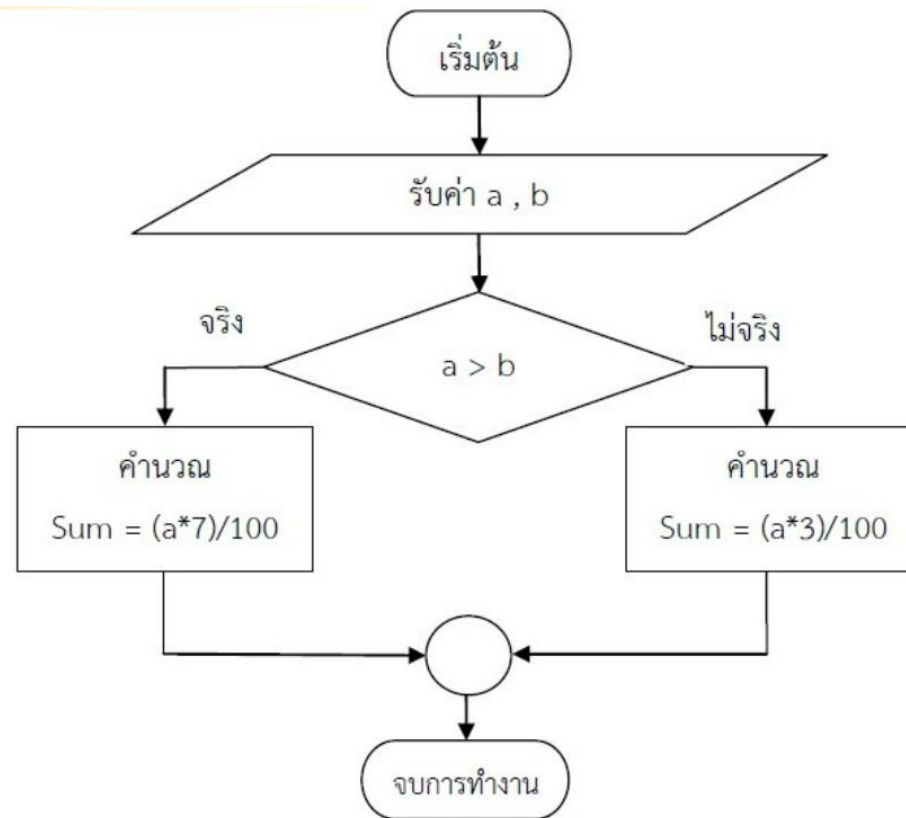 เริ่มต้น
รับค่า a , b
จริง
ไม่จริง
a > b
คำนวณ
Sum = (a*7)/100
คำนวณ
Sum = (a*3)/100
จบการทำงาน